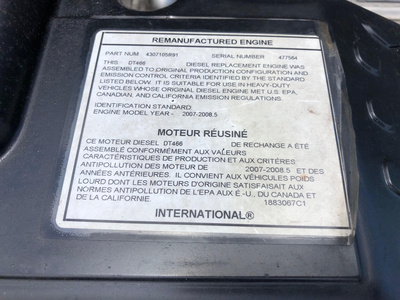 REMANUFACTURED ENGINE
PART NUM 4307105R91 SERIAL NUMBER 477564
THIS DT466 DIESEL REPLACEMENT ENGINE WAS
ASSEMBLED TO ORIGINAL PRODUCTION CONFIGURATION AND
EMISSION CONTROL CRITERIA IDENTIFIED BY THE STANDARD
LISTED BELOW. IT IS SUITABLE FOR USE IN HEAVY-DUTY
VEHICLES WHOSE ORIGINAL DIESEL ENGINE MET U.S. EPA,
CANADIAN, AND CALIFORNIA EMISSION REGULATIONS.
IDENTIFICATION STANDARD:
ENGINE MODEL YEAR - 2007-2008.5
MOTEUR RÉUSINÉ
CE MOTEUR DIESEL DT466 DE RECHANGE A ÉTÉ
ASSEMBLÉ CONFORMÉMENT AUX VALEURS
CARACTÉRISTIQUES DE PRODUCTION ET AUX CRITÈRES
ANTIPOLLUTION DES MOTEUR DE 2007-2008.5 ET DES
ANNÉES ANTÉRIEURES. IL CONVIENT AUX VÉHICULES POIDS
LOURD DONT LES MOTEURS D'ORIGINE SATISFAISAIT AUX
NORMES ANTIPOLLUTION DE L'EPA AUX É.-U., DU CANADA ET
DE LA CALIFORNIE. 1883067C1
INTERNATIONAL®